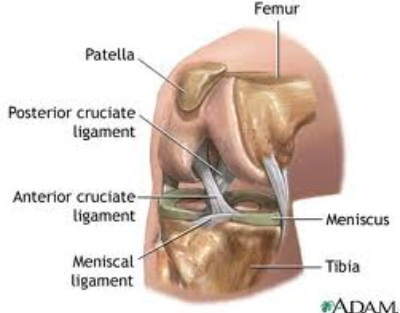 Femur
Patella
Posterior cruciate
ligament
Anterior cruciate
ligament
Meniscus
Meniscal
ligament
Tibia
ADAM.